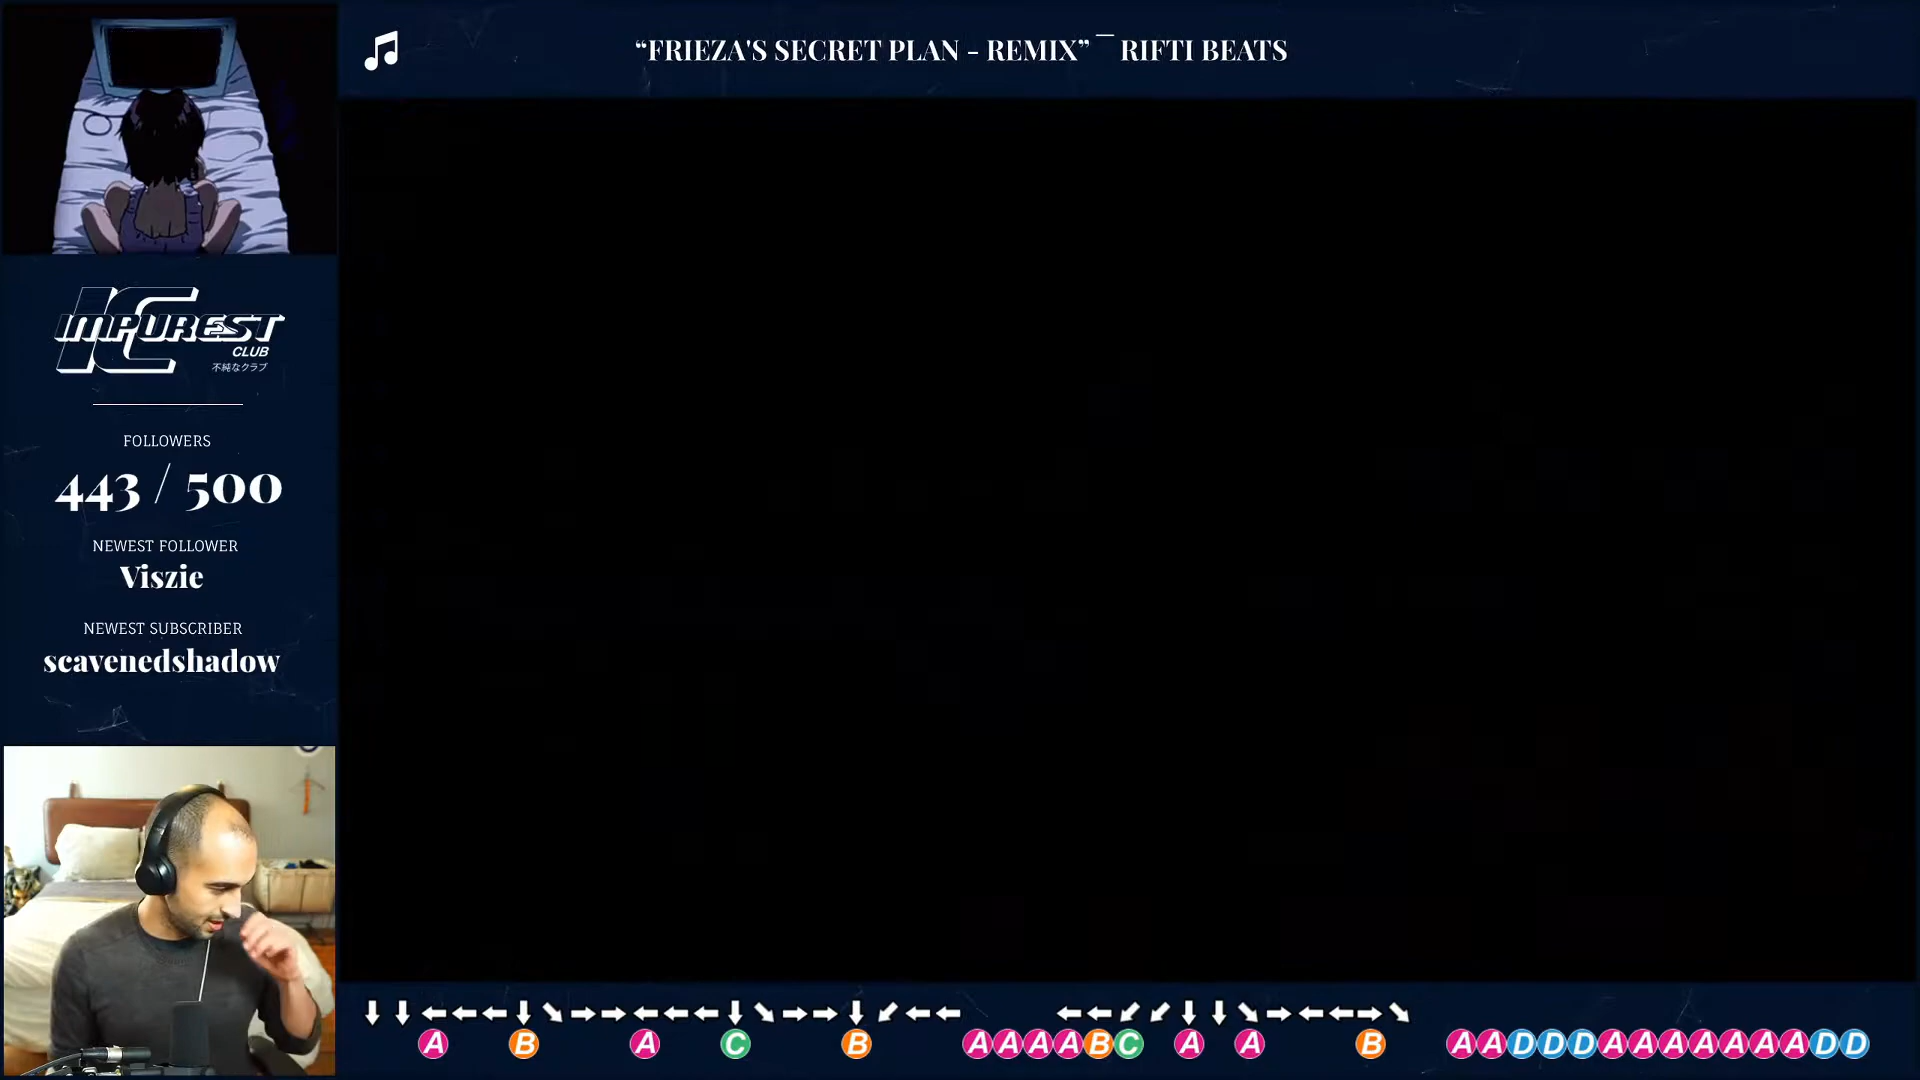 “FRIEZA'S SECRET PLAN - REMIX” ¯ RIFTI BEATS
IC
IMPUREST
CLUB
不純なクラブ
FOLLOWERS
443 / 500
NEWEST FOLLOWER
Viszie
NEWEST SUBSCRIBER
scavenedshadow
A B A C B A A A A B C A A B A A D D D A A A A A A A D D